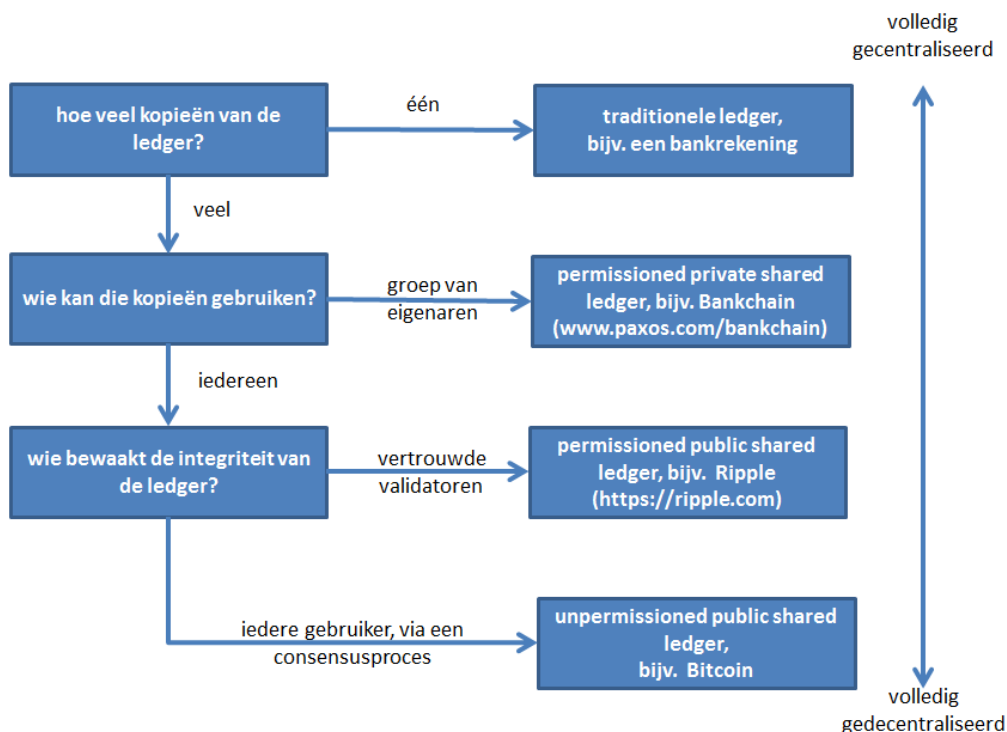 volledig
gecentraliseerd
hoe veel kopieën van de
ledger?
één
traditionele ledger,
bijv. een bankrekening
veel
wie kan die kopieën gebruiken?
groep van
eigenaren
permissioned private shared
ledger, bijv. Bankchain
(www.paxos.com/bankchain)
iedereen
wie bewaakt de integriteit van
de ledger?
vertrouwde
validatoren
permissioned public shared
ledger, bijv.  Ripple
(https://ripple.com)
iedere gebruiker, via een
consensusproces
unpermissioned public shared
ledger,
bijv.  Bitcoin
volledig
gedecentraliseerd